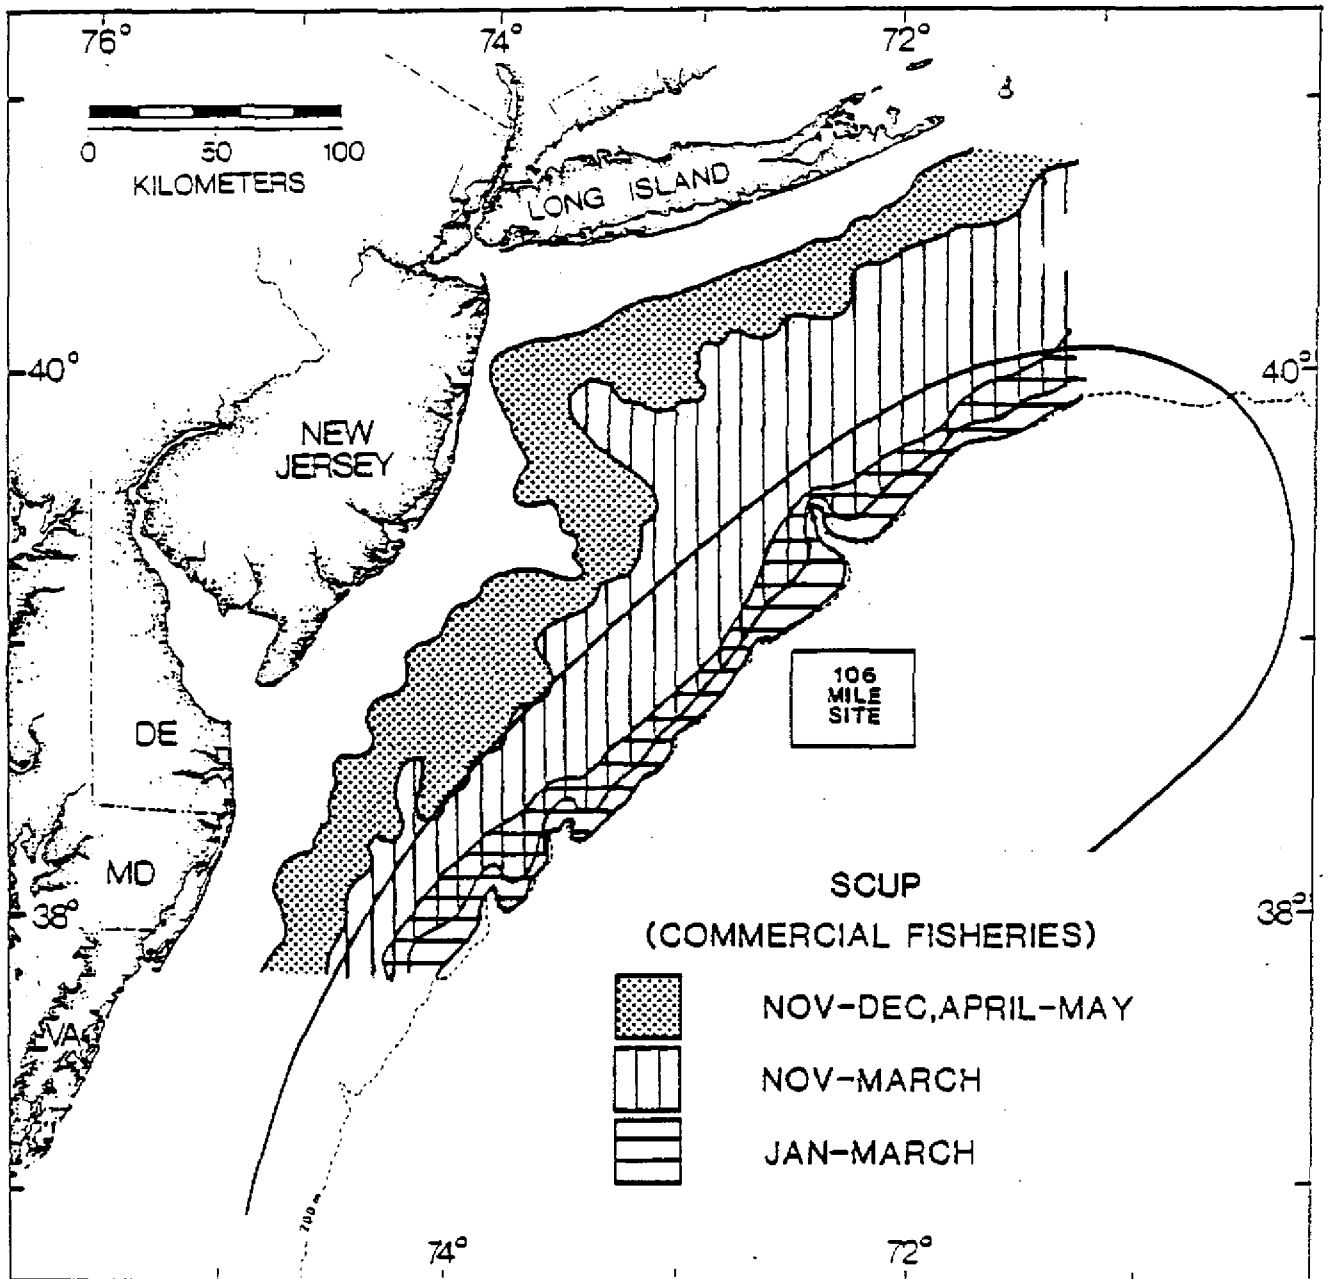 76°
74°
72°
0
50
100
KILOMETERS
LONG ISLAND
40°
40°
NEW
JERSEY
106
MILE
SITE
DE
MD
38°
38°
VA
SCUP
(COMMERCIAL FISHERIES)
NOV-DEC,APRIL-MAY
NOV-MARCH
JAN-MARCH
200 m
74°
72°